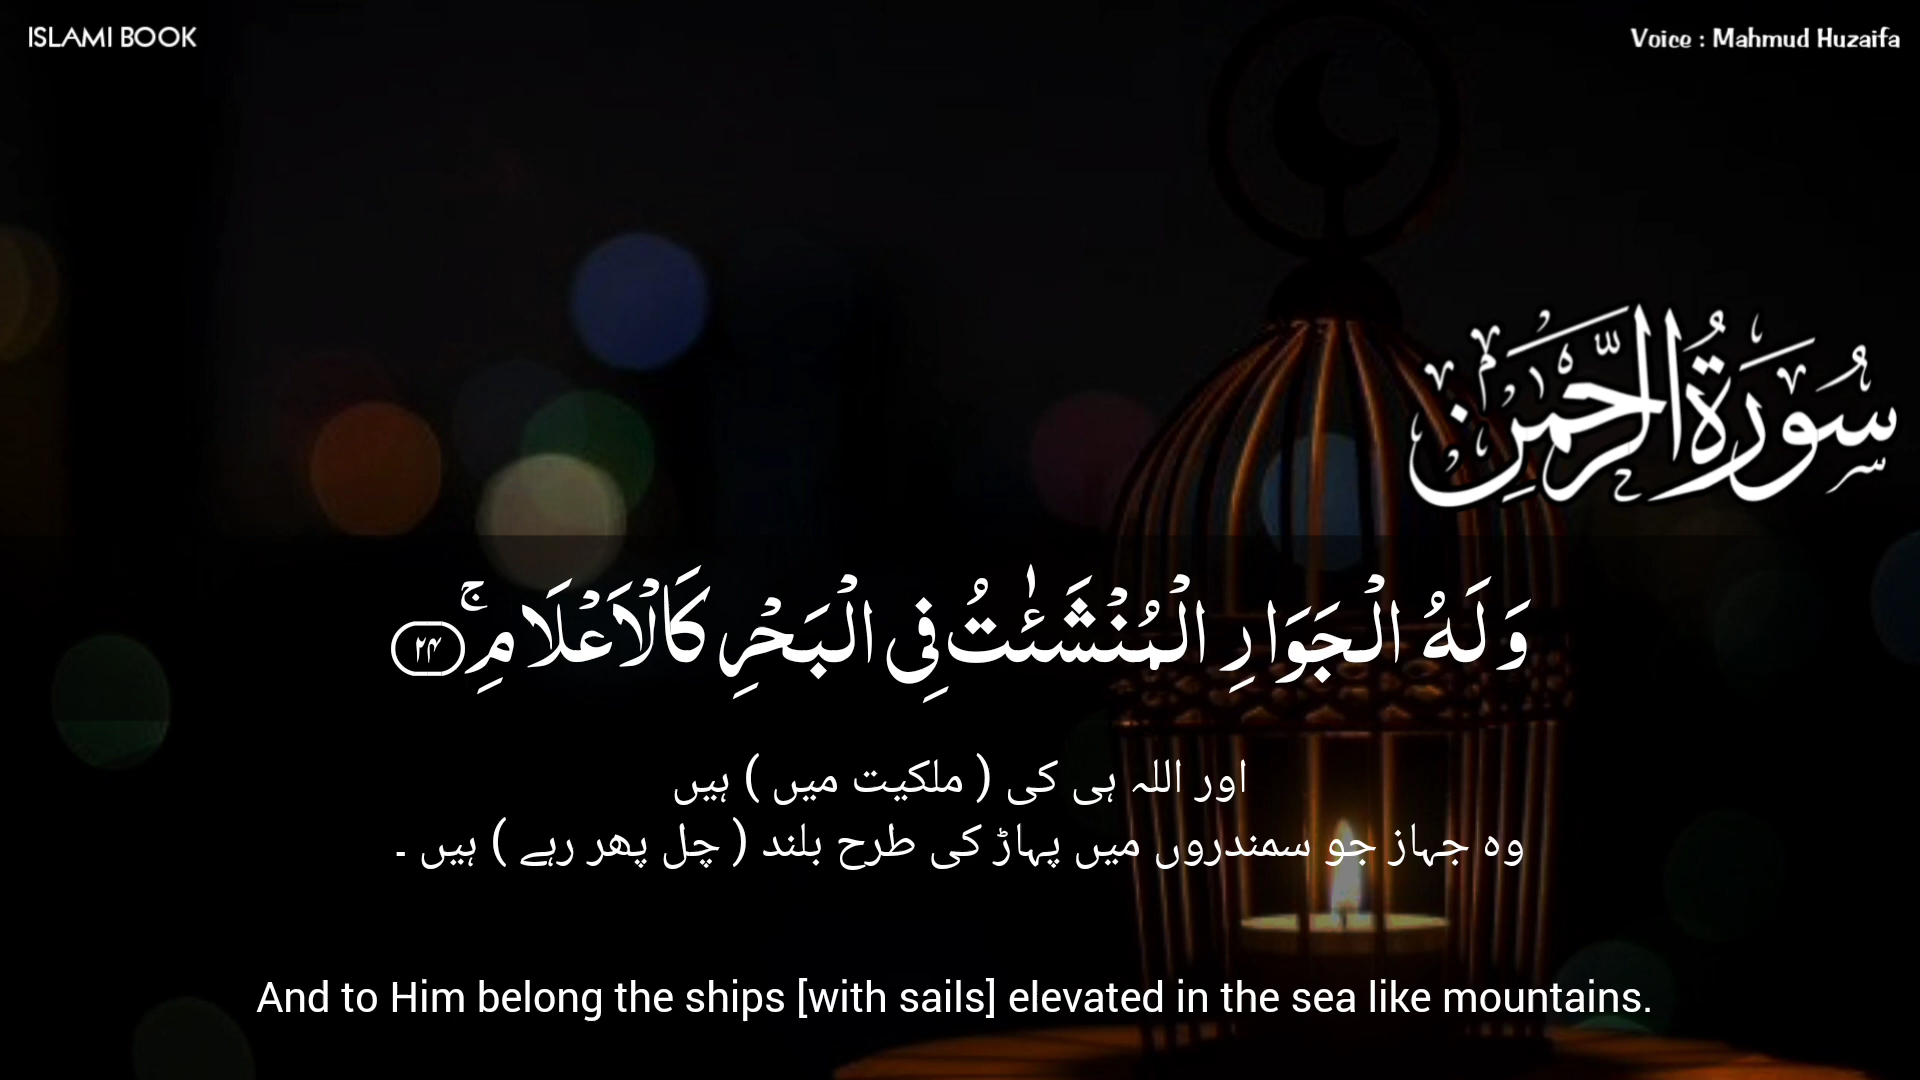 ISLAMI BOOK
Voice : Mahmud Huzaifa
سُورَةُ الرَّحْمٰنِ
وَلَهُ الْجَوَارِ الْمُنْشَـٰٔتُ فِی الْبَحْرِ كَالْاَعْلَامِ ۚ ﴿۲۴﴾
اور اللہ ہی کی ( ملکیت میں ) ہیں
وہ جہاز جو سمندروں میں پہاڑ کی طرح بلند ( چل پھر رہے ) ہیں ۔
And to Him belong the ships [with sails] elevated in the sea like mountains.